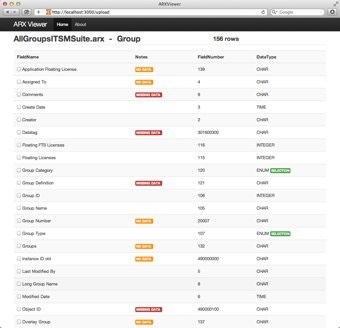 ARXViewer
http://localhost:3000/upload
Google
ARX Viewer Home About
AllGroupsITSMSuite.arx - Group 156 rows
FieldName Notes FieldNumber DataType
Application Floating License NO DATA 139 CHAR
Assigned To NO DATA 4 CHAR
Comments MISSING DATA 9 CHAR
Create Date 3 TIME
Creator 2 CHAR
Datatag MISSING DATA 301600300 CHAR
Floating FTS Licenses 116 INTEGER
Floating Licenses 115 INTEGER
Group Category 120 ENUM SELECTION
Group Definition MISSING DATA 121 CHAR
Group ID 106 INTEGER
Group Name 105 CHAR
Group Number NO DATA 20007 CHAR
Group Type 107 ENUM SELECTION
Groups NO DATA 132 CHAR
Instance ID old NO DATA 490000000 CHAR
Last Modified By 5 CHAR
Long Group Name 8 CHAR
Modified Date 6 TIME
Object ID MISSING DATA 490000100 CHAR
Overlay Group NO DATA 137 CHAR